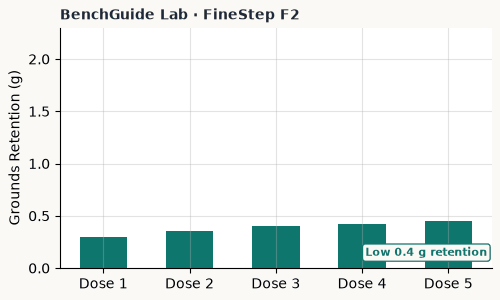 BenchGuide Lab · FineStep F2
Grounds Retention (g)
2.0
1.5
1.0
0.5
0.0
Low 0.4 g retention
Dose 1 Dose 2 Dose 3 Dose 4 Dose 5